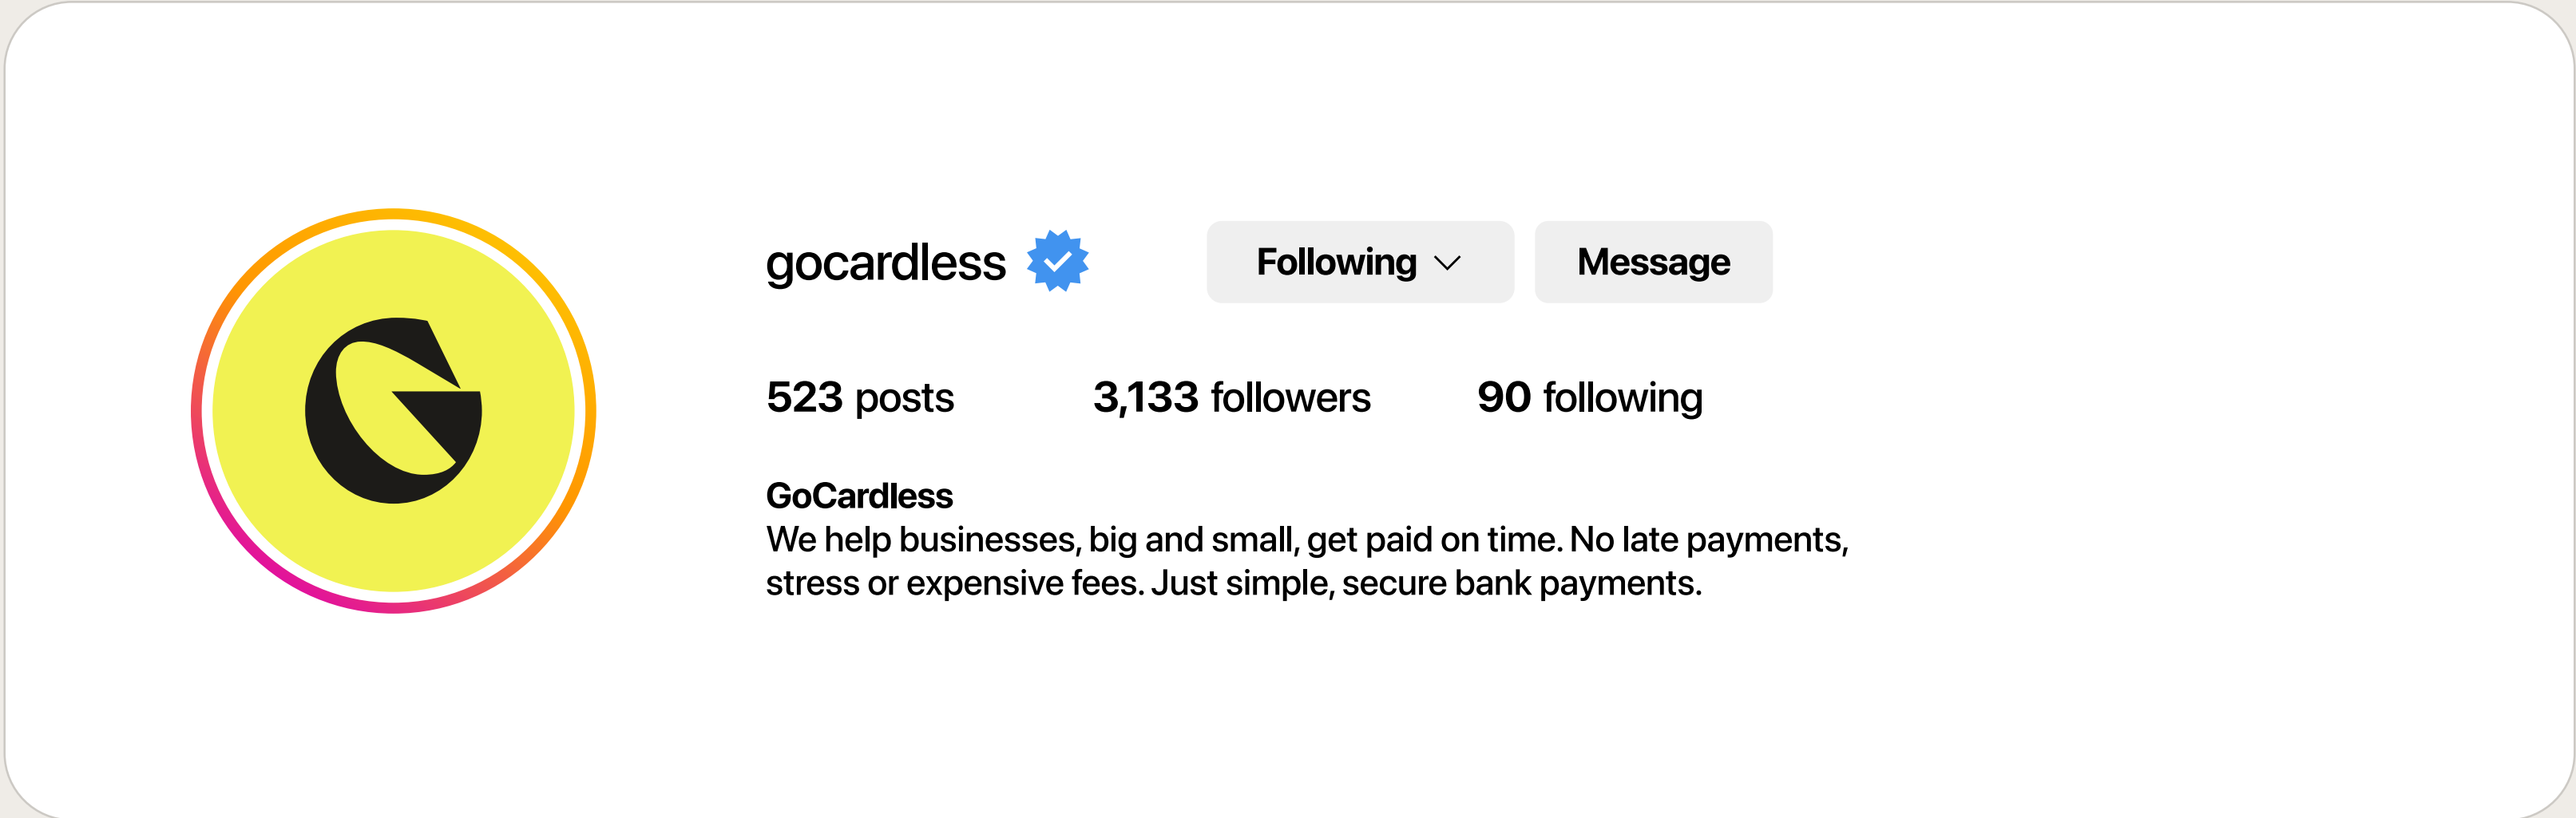 gocardless
Following
Message
523 posts
3,133 followers
90 following
GoCardless
We help businesses, big and small, get paid on time. No late payments,
stress or expensive fees. Just simple, secure bank payments.